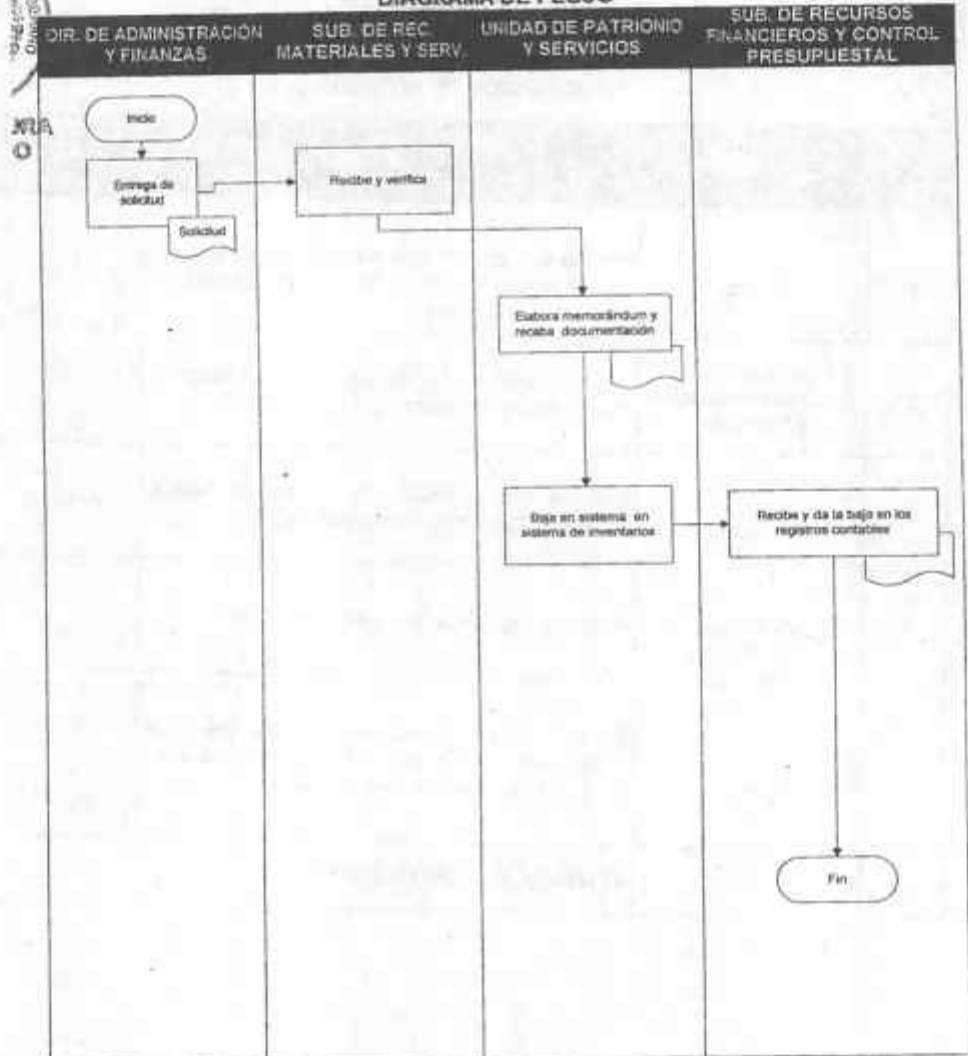 DIAGRAMA DE FLUJO
DIR. DE ADMINISTRACIÓN
Y FINANZAS
SUB. DE REC.
MATERIALES Y SERV.
UNIDAD DE PATRIONIO
Y SERVICIOS
SUB. DE RECURSOS
FINANCIEROS Y CONTROL
PRESUPUESTAL
Inicio
Entrega de
solicitud
Solicitud
Recibe y verifica
Elabora memorándum y
recaba documentación
Baja en sistema en
sistema de inventarios
Recibe y da la baja en los
registros contables
Fin